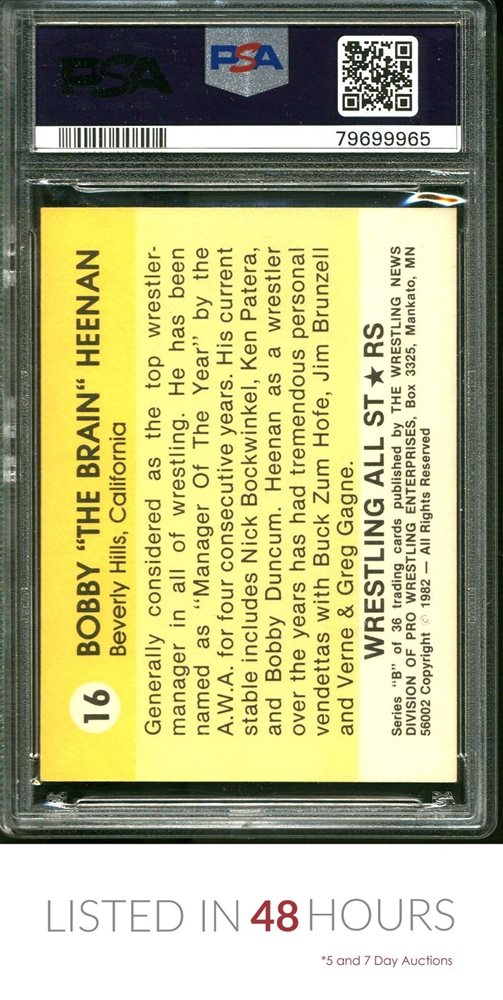 PSA
PSA
79699965
16
BOBBY "THE BRAIN" HEENAN
Beverly Hills, California
Generally considered as the top wrestler-
manager in all of wrestling. He has been
named as "Manager Of The Year" by the
A.W.A. for four consecutive years. His current
stable includes Nick Bockwinkel, Ken Patera,
and Bobby Duncum. Heenan as a wrestler
over the years has had tremendous personal
vendettas with Buck Zum Hofe, Jim Brunzell
and Verne & Greg Gagne.
WRESTLING ALL ST★RS
Series "B" of 36 trading cards published by THE WRESTLING NEWS
DIVISION OF PRO WRESTLING ENTERPRISES, Box 3325, Mankato, MN
56002 Copyright © 1982 — All Rights Reserved
LISTED IN 48 HOURS
*5 and 7 Day Auctions